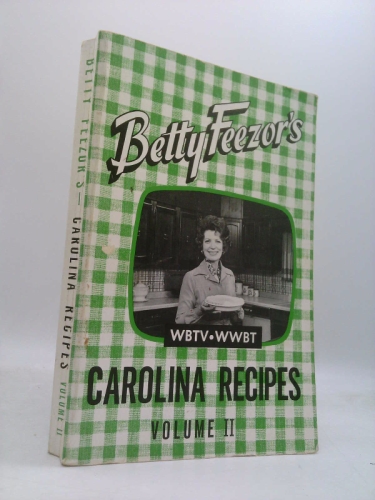 Betty Feezor's
WBTV•WWBT
CAROLINA RECIPES
VOLUME II
BETTY FEEZOR'S — CAROLINA RECIPES VOLUME II